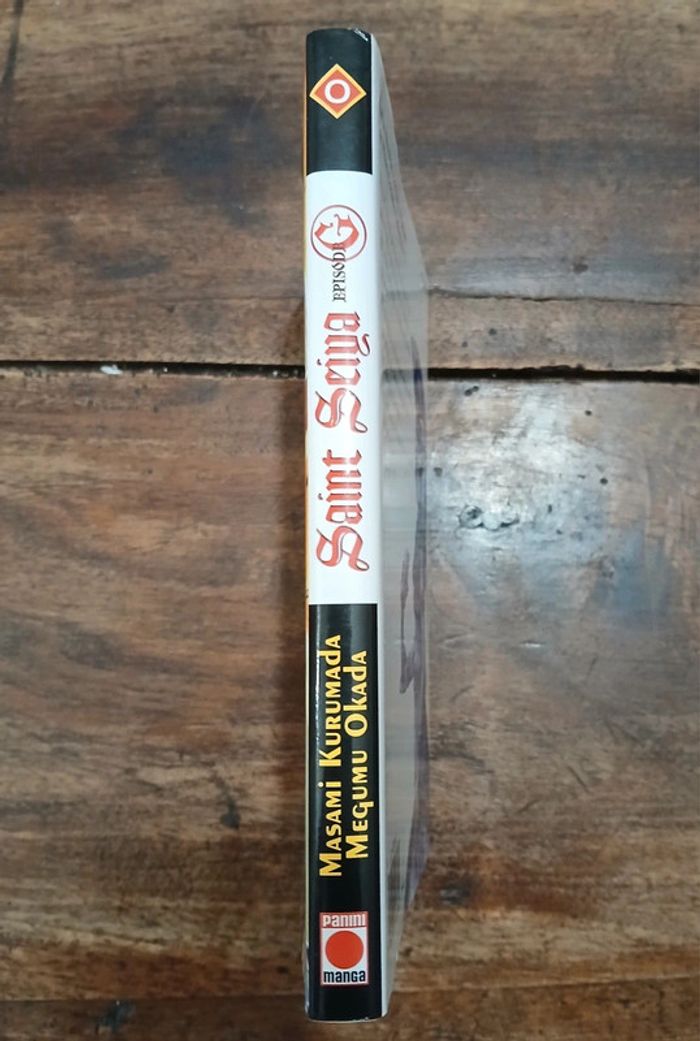 0
Saint Seiya EPISODE G
Masami Kurumada
Megumu Okada
PANINI
manga